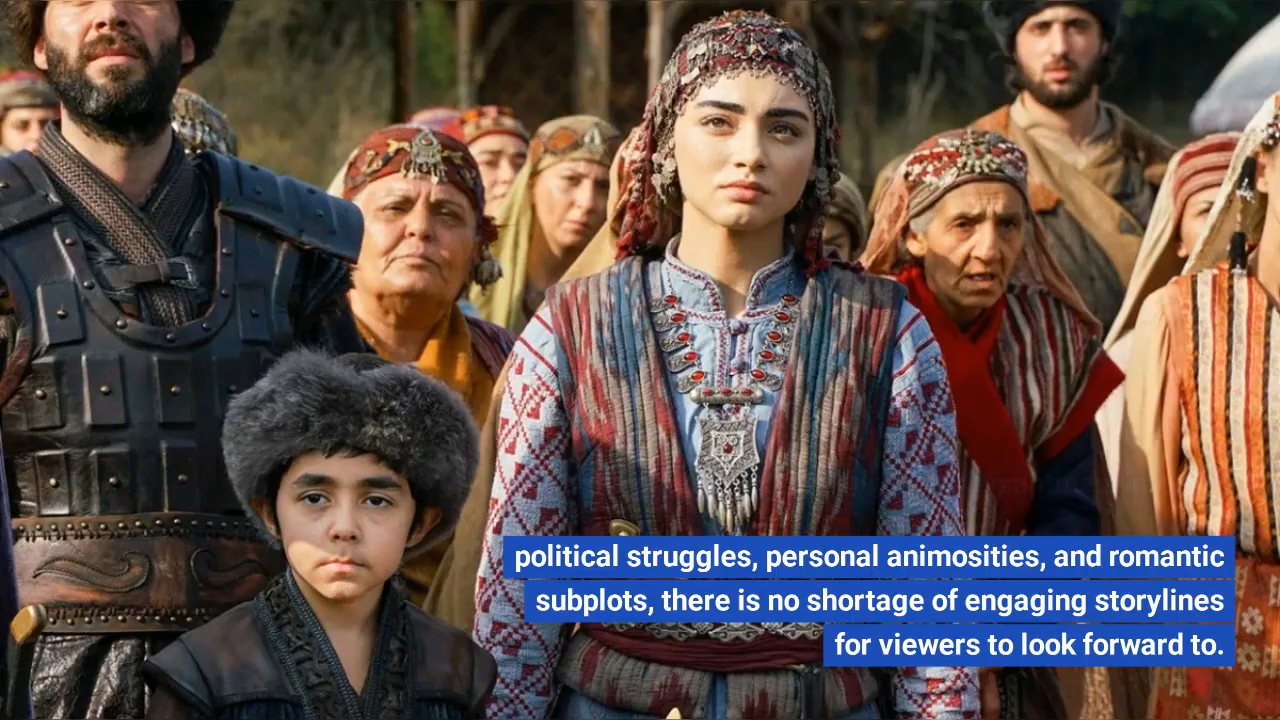 political struggles, personal animosities, and romantic
subplots, there is no shortage of engaging storylines
for viewers to look forward to.